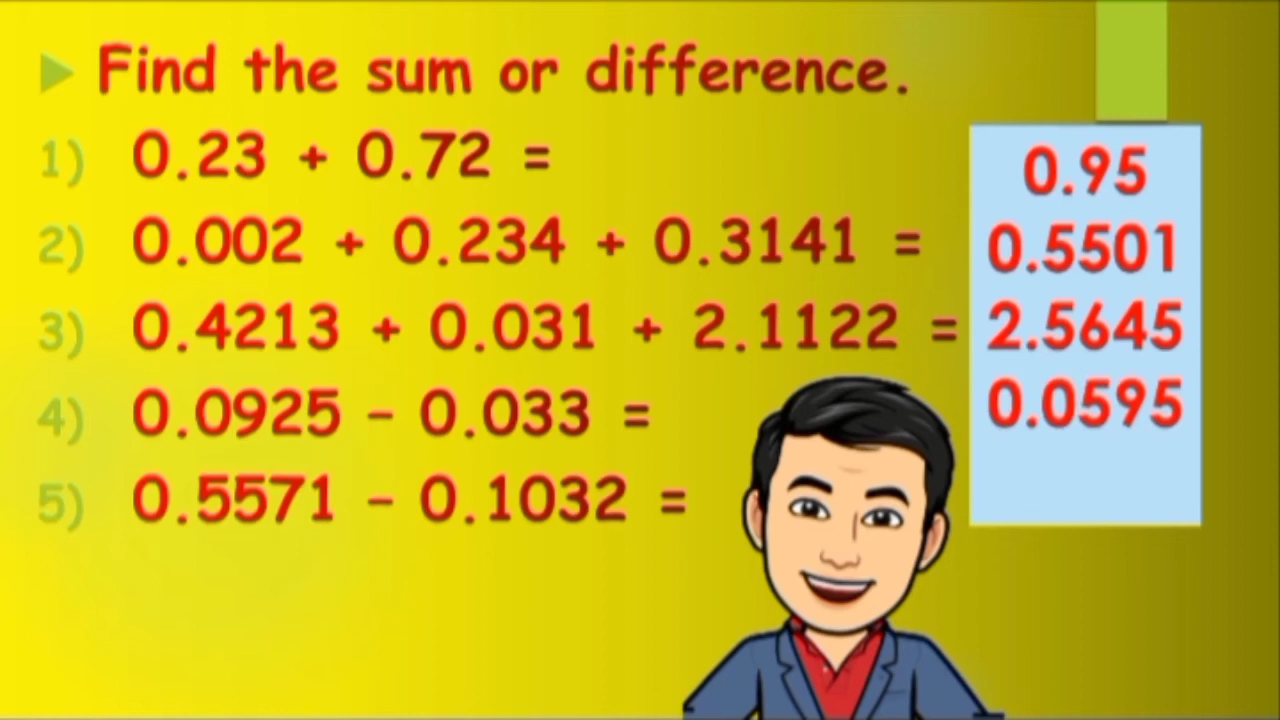 Find the sum or difference.
1) 0.23 + 0.72 = 0.95
2) 0.002 + 0.234 + 0.3141 = 0.5501
3) 0.4213 + 0.031 + 2.1122 = 2.5645
4) 0.0925 – 0.033 = 0.0595
5) 0.5571 – 0.1032 =